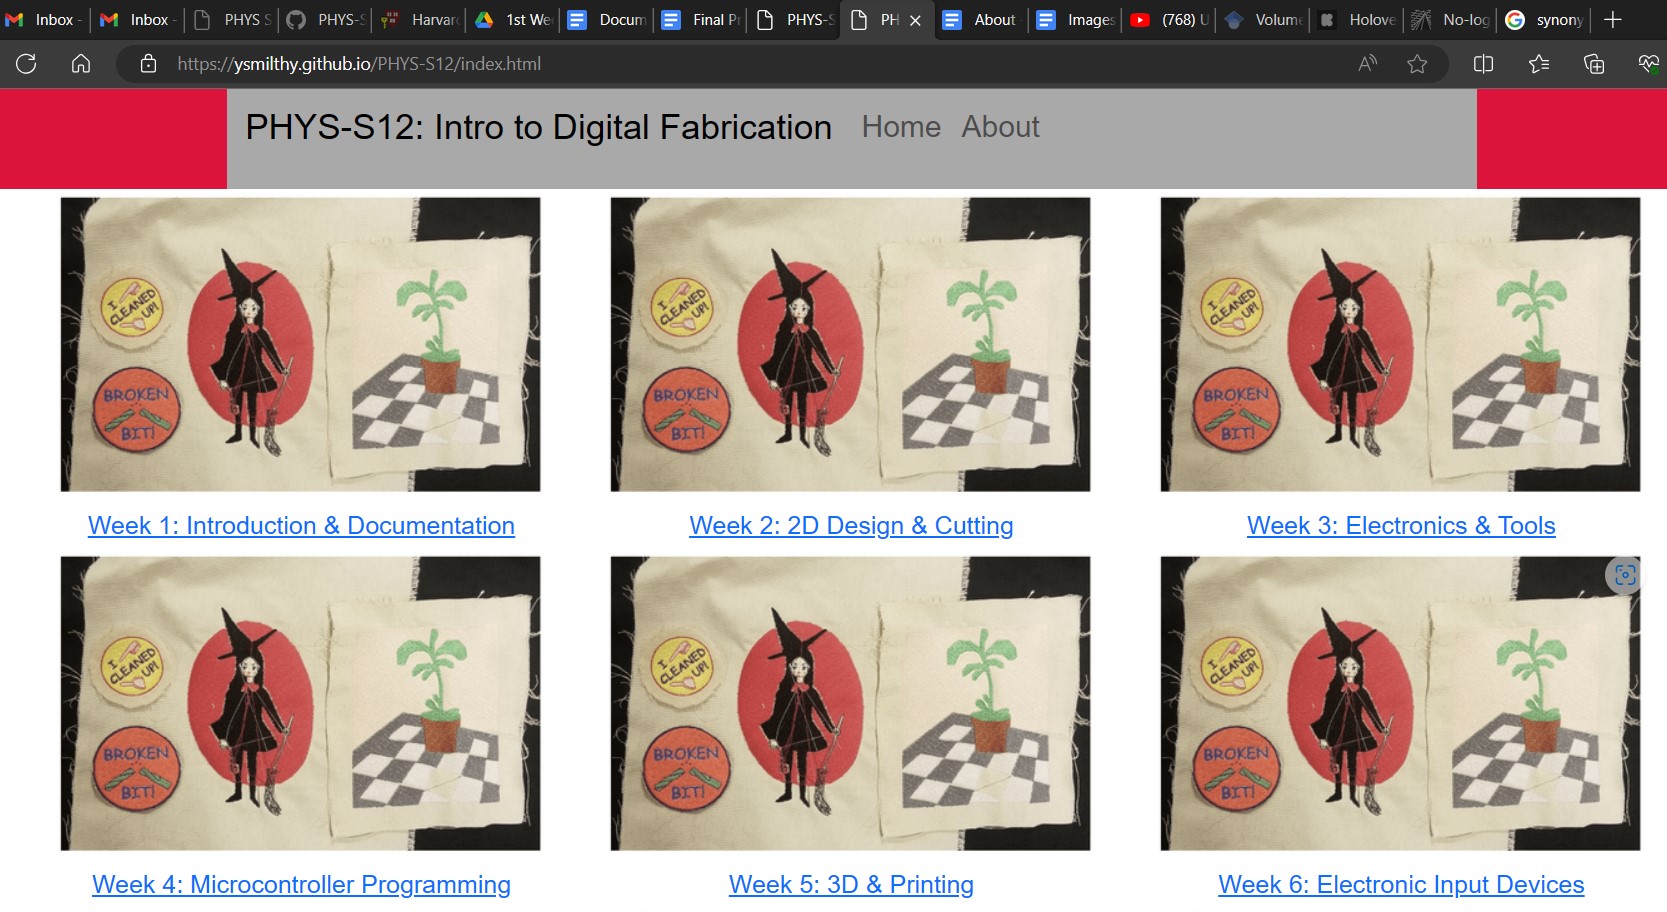 Inbox -
Inbox -
PHYS S
PHYS-S
Harvar
1st We
Docum
Final Pr
PHYS-S
PH
About
Images
(768) U
Volume
Holove
No-log
synony
https://ysmilthy.github.io/PHYS-S12/index.html
PHYS-S12: Intro to Digital Fabrication Home About
I
CLEANED
UP!
BROKEN
BIT!
I
CLEANED
UP!
BROKEN
BIT!
I
CLEANED
UP!
BROKEN
BIT!
Week 1: Introduction & Documentation
Week 2: 2D Design & Cutting
Week 3: Electronics & Tools
I
CLEANED
UP!
BROKEN
BIT!
I
CLEANED
UP!
BROKEN
BIT!
I
CLEANED
UP!
BROKEN
BIT!
Week 4: Microcontroller Programming
Week 5: 3D & Printing
Week 6: Electronic Input Devices